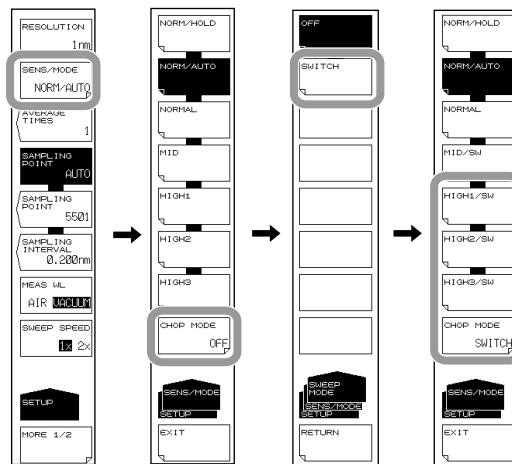 RESOLUTION
1nm
SENS/MODE
NORM/AUTO
AVERAGE
TIMES
1
SAMPLING
POINT
AUTO
SAMPLING
POINT
5501
SAMPLING
INTERVAL
0.200nm
MEAS WL
AIR VACUUM
SWEEP SPEED
1x 2x
SETUP
MORE 1/2
NORM/HOLD
NORM/AUTO
NORMAL
MID
HIGH1
HIGH2
HIGH3
CHOP MODE
OFF
SENS/MODE
SETUP
EXIT
OFF
SWITCH
SWEEP
MODE
SENS/MODE
SETUP
RETURN
NORM/HOLD
NORM/AUTO
NORMAL
MID/SW
HIGH1/SW
HIGH2/SW
HIGH3/SW
CHOP MODE
SWITCH
SENS/MODE
SETUP
EXIT